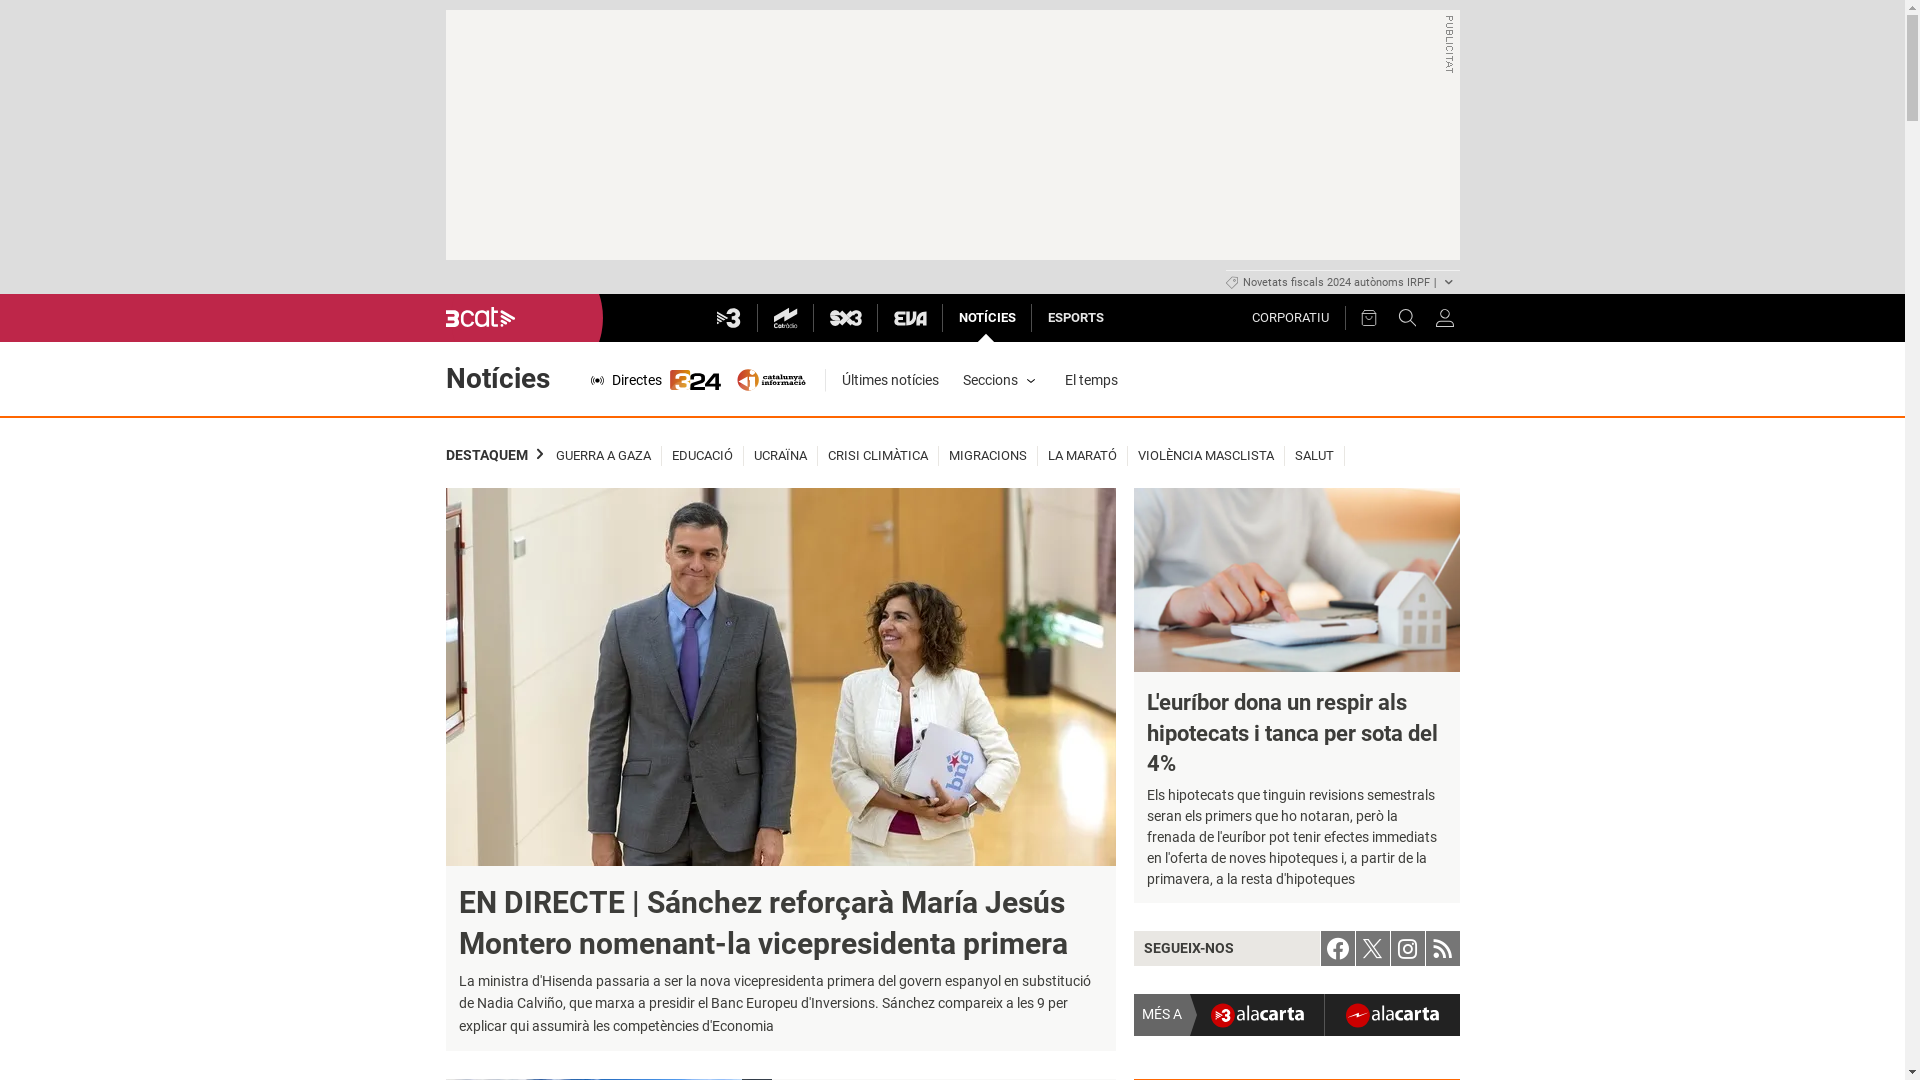 PUBLICITAT
Novetats fiscals 2024 autònoms IRPF |
3cat
3
Catràdio
SX3
EVA
NOTÍCIES
ESPORTS
CORPORATIU
Notícies
Directes
324
catalunya
informació
Últimes notícies
Seccions
El temps
DESTAQUEM
GUERRA A GAZA
EDUCACIÓ
UCRAÏNA
CRISI CLIMÀTICA
MIGRACIONS
LA MARATÓ
VIOLÈNCIA MASCLISTA
SALUT
bng
EN DIRECTE | Sánchez reforçarà María Jesús
Montero nomenant-la vicepresidenta primera
La ministra d'Hisenda passaria a ser la nova vicepresidenta primera del govern espanyol en substitució
de Nadia Calviño, que marxa a presidir el Banc Europeu d'Inversions. Sánchez compareix a les 9 per
explicar qui assumirà les competències d'Economia
L'euríbor dona un respir als
hipotecats i tanca per sota del
4%
Els hipotecats que tinguin revisions semestrals
seran els primers que ho notaran, però la
frenada de l'euríbor pot tenir efectes immediats
en l'oferta de noves hipoteques i, a partir de la
primavera, a la resta d'hipoteques
SEGUEIX-NOS
MÉS A
3 alacarta
alacarta